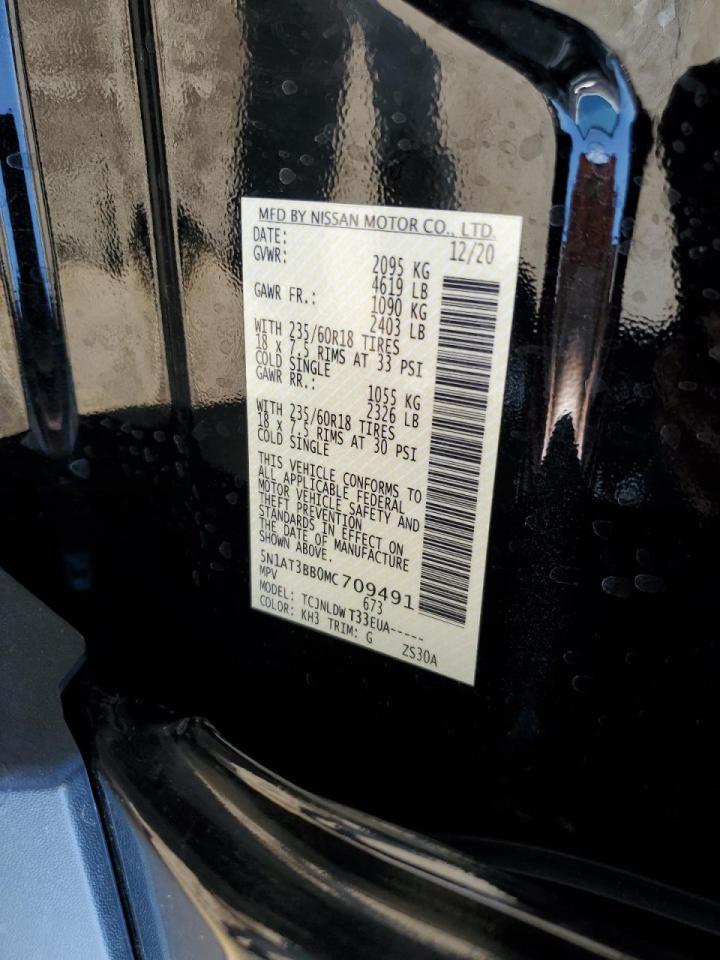 MFD BY NISSAN MOTOR CO., LTD.
DATE: 12/20
GVWR: 2095 KG
4619 LB
GAWR FR.: 1090 KG
2403 LB
WITH 235/60R18 TIRES
18 x 7.5 RIMS AT 33 PSI
COLD SINGLE
GAWR RR.: 1055 KG
2326 LB
WITH 235/60R18 TIRES
18 x 7.5 RIMS AT 30 PSI
COLD SINGLE
THIS VEHICLE CONFORMS TO
ALL APPLICABLE FEDERAL
MOTOR VEHICLE SAFETY AND
THEFT PREVENTION
STANDARDS IN EFFECT ON
THE DATE OF MANUFACTURE
SHOWN ABOVE.
5N1AT3BB0MC709491
MPV 673
MODEL: TCJNLDWT33EUA-----
COLOR: KH3 TRIM: G ZS30A